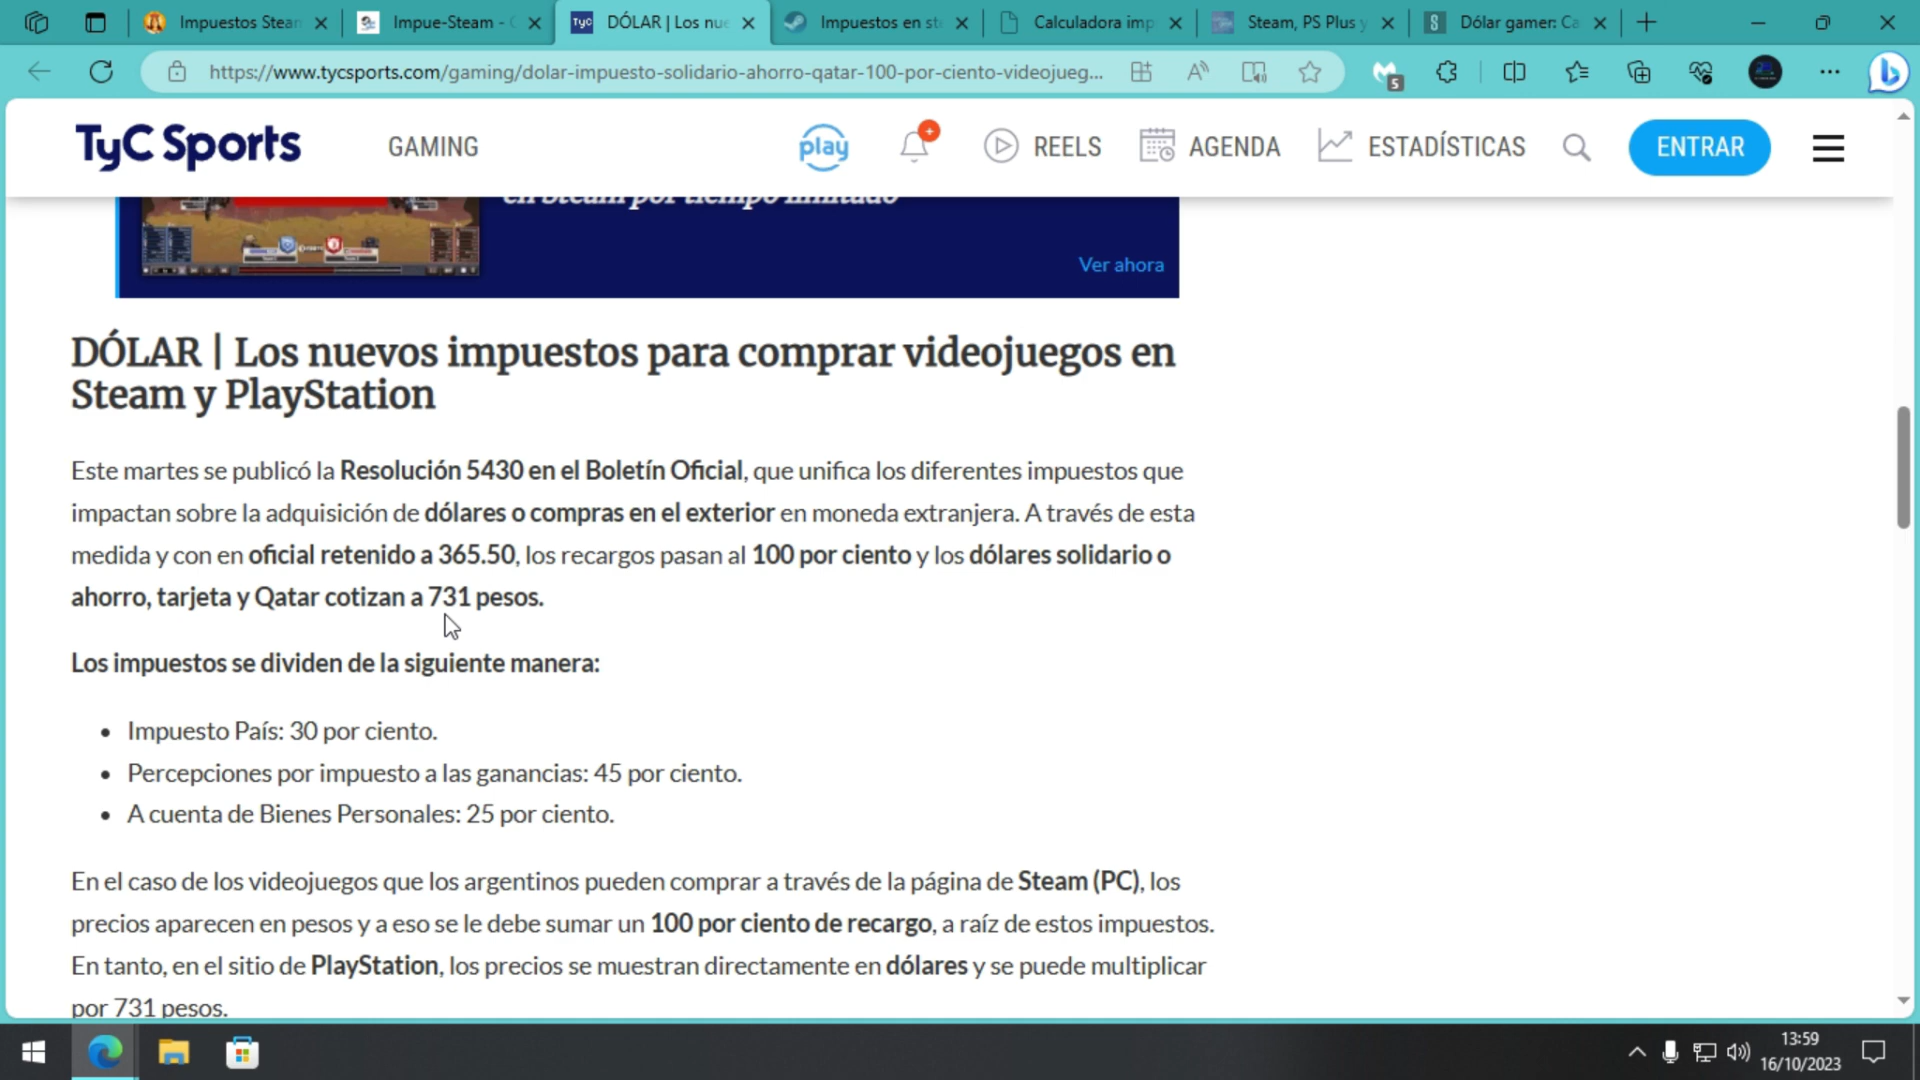 Impuestos Steam
Impue-Steam -
DÓLAR | Los nue
Impuestos en st
Calculadora imp
Steam, PS Plus y
Dólar gamer: Ca
https://www.tycsports.com/gaming/dolar-impuesto-solidario-ahorro-qatar-100-por-ciento-videojueg...
5
TyC Sports
GAMING
play
REELS
AGENDA
ESTADÍSTICAS
ENTRAR
en Steam por tiempo limitado
Ver ahora
DÓLAR | Los nuevos impuestos para comprar videojuegos en
Steam y PlayStation
Este martes se publicó la Resolución 5430 en el Boletín Oficial, que unifica los diferentes impuestos que
impactan sobre la adquisición de dólares o compras en el exterior en moneda extranjera. A través de esta
medida y con en oficial retenido a 365.50, los recargos pasan al 100 por ciento y los dólares solidario o
ahorro, tarjeta y Qatar cotizan a 731 pesos.
Los impuestos se dividen de la siguiente manera:
• Impuesto País: 30 por ciento.
• Percepciones por impuesto a las ganancias: 45 por ciento.
• A cuenta de Bienes Personales: 25 por ciento.
En el caso de los videojuegos que los argentinos pueden comprar a través de la página de Steam (PC), los
precios aparecen en pesos y a eso se le debe sumar un 100 por ciento de recargo, a raíz de estos impuestos.
En tanto, en el sitio de PlayStation, los precios se muestran directamente en dólares y se puede multiplicar
por 731 pesos.
13:59
16/10/2023